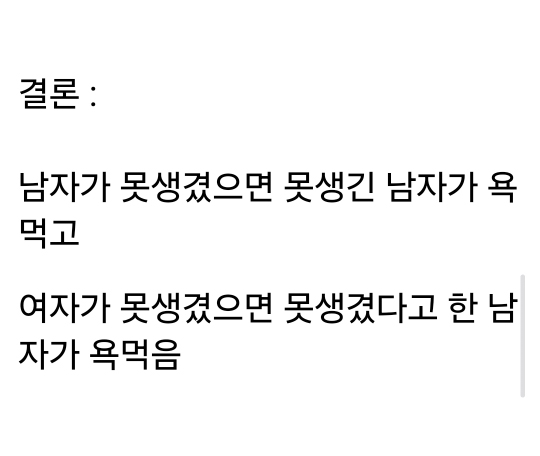 결론 :
남자가 못생겼으면 못생긴 남자가 욕
먹고
여자가 못생겼으면 못생겼다고 한 남
자가 욕먹음